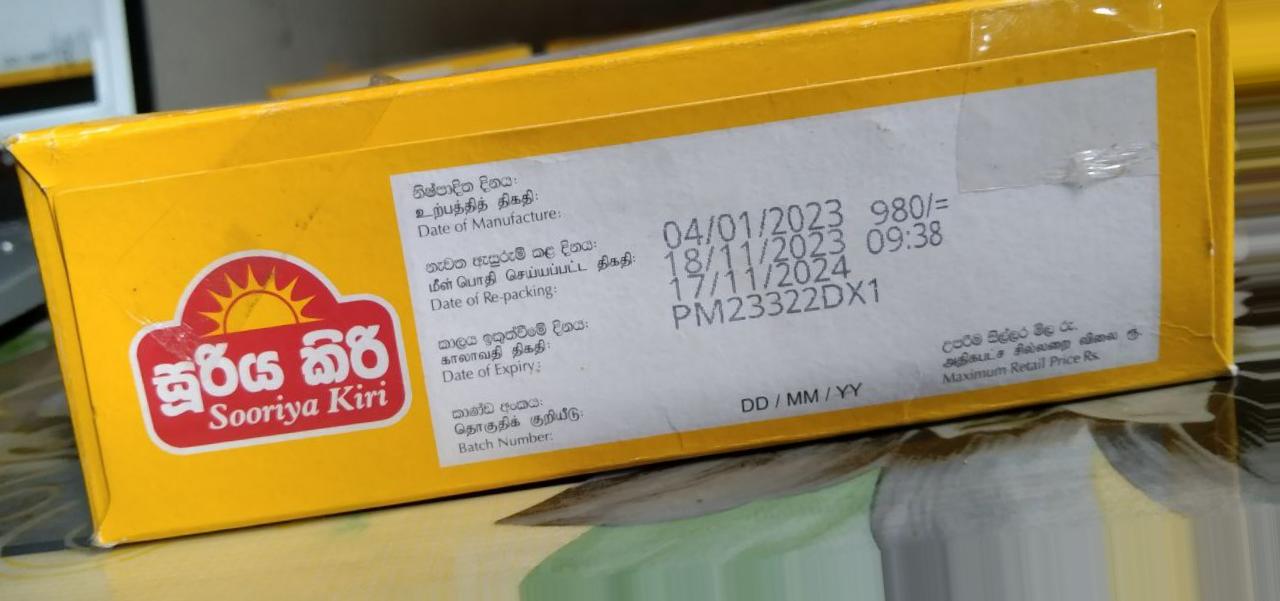 සූරිය කිරි
Sooriya Kiri
නිෂ්පාදිත දිනය:
உற்பத்தித் திகதி:
Date of Manufacture:
නැවත ඇසුරුම් කළ දිනය:
மீள் பொதி செய்யப்பட்ட திகதி:
Date of Re-packing:
කාලය ඉකුත්වීමේ දිනය:
காலாவதி திகதி:
Date of Expiry:
කාණ්ඩ අංකය:
தொகுதிக் குறியீடு:
Batch Number:
04/01/2023 980/=
18/11/2023 09:38
17/11/2024
PM23322DX1
DD / MM / YY
උපරිම සිල්ලර මිල රු.
அதிகபட்ச சில்லறை விலை ரூ.
Maximum Retail Price Rs.